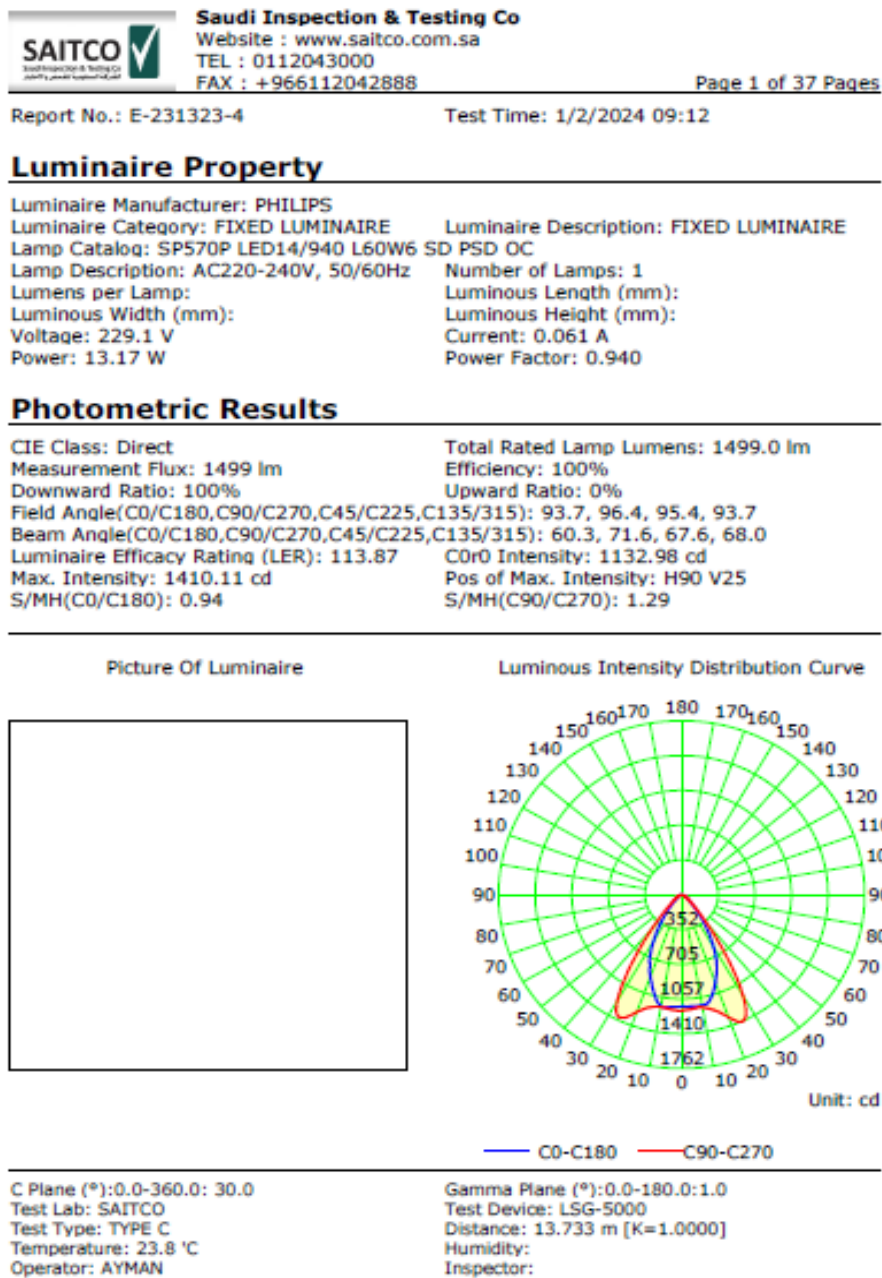 Saudi Inspection & Testing Co
SAITCO
Website : www.saitco.com.sa
TEL : 0112043000
FAX : +966112042888 Page 1 of 37 Pages
Report No.: E-231323-4 Test Time: 1/2/2024 09:12
Luminaire Property
Luminaire Manufacturer: PHILIPS
Luminaire Category: FIXED LUMINAIRE Luminaire Description: FIXED LUMINAIRE
Lamp Catalog: SP570P LED14/940 L60W6 SD PSD OC
Lamp Description: AC220-240V, 50/60Hz Number of Lamps: 1
Lumens per Lamp: Luminous Length (mm):
Luminous Width (mm): Luminous Height (mm):
Voltage: 229.1 V Current: 0.061 A
Power: 13.17 W Power Factor: 0.940
Photometric Results
CIE Class: Direct Total Rated Lamp Lumens: 1499.0 lm
Measurement Flux: 1499 lm Efficiency: 100%
Downward Ratio: 100% Upward Ratio: 0%
Field Angle(C0/C180,C90/C270,C45/C225,C135/315): 93.7, 96.4, 95.4, 93.7
Beam Angle(C0/C180,C90/C270,C45/C225,C135/315): 60.3, 71.6, 67.6, 68.0
Luminaire Efficacy Rating (LER): 113.87 C0r0 Intensity: 1132.98 cd
Max. Intensity: 1410.11 cd Pos of Max. Intensity: H90 V25
S/MH(C0/C180): 0.94 S/MH(C90/C270): 1.29
Picture Of Luminaire Luminous Intensity Distribution Curve
160 170 180 170 160
150 150
140 140
130 130
120 120
110 11
100 10
90 90
352
80 80
705
70 70
1057
60 60
50 1410 50
40 40
30 1762 30
20 10 0 10 20
Unit: cd
C0-C180 C90-C270
C Plane (°):0.0-360.0: 30.0 Gamma Plane (°):0.0-180.0:1.0
Test Lab: SAITCO Test Device: LSG-5000
Test Type: TYPE C Distance: 13.733 m [K=1.0000]
Temperature: 23.8 'C Humidity:
Operator: AYMAN Inspector: